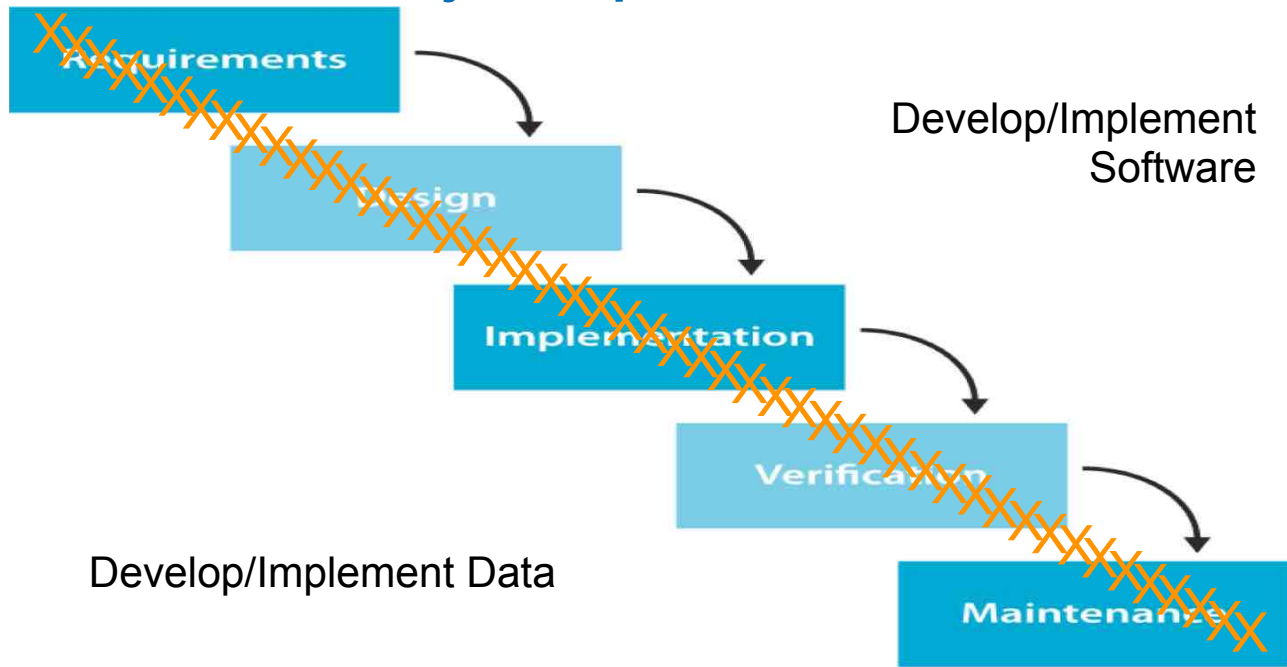 Requirements
Develop/Implement
Software
Design
Implementation
Verification
Develop/Implement Data
Maintenance